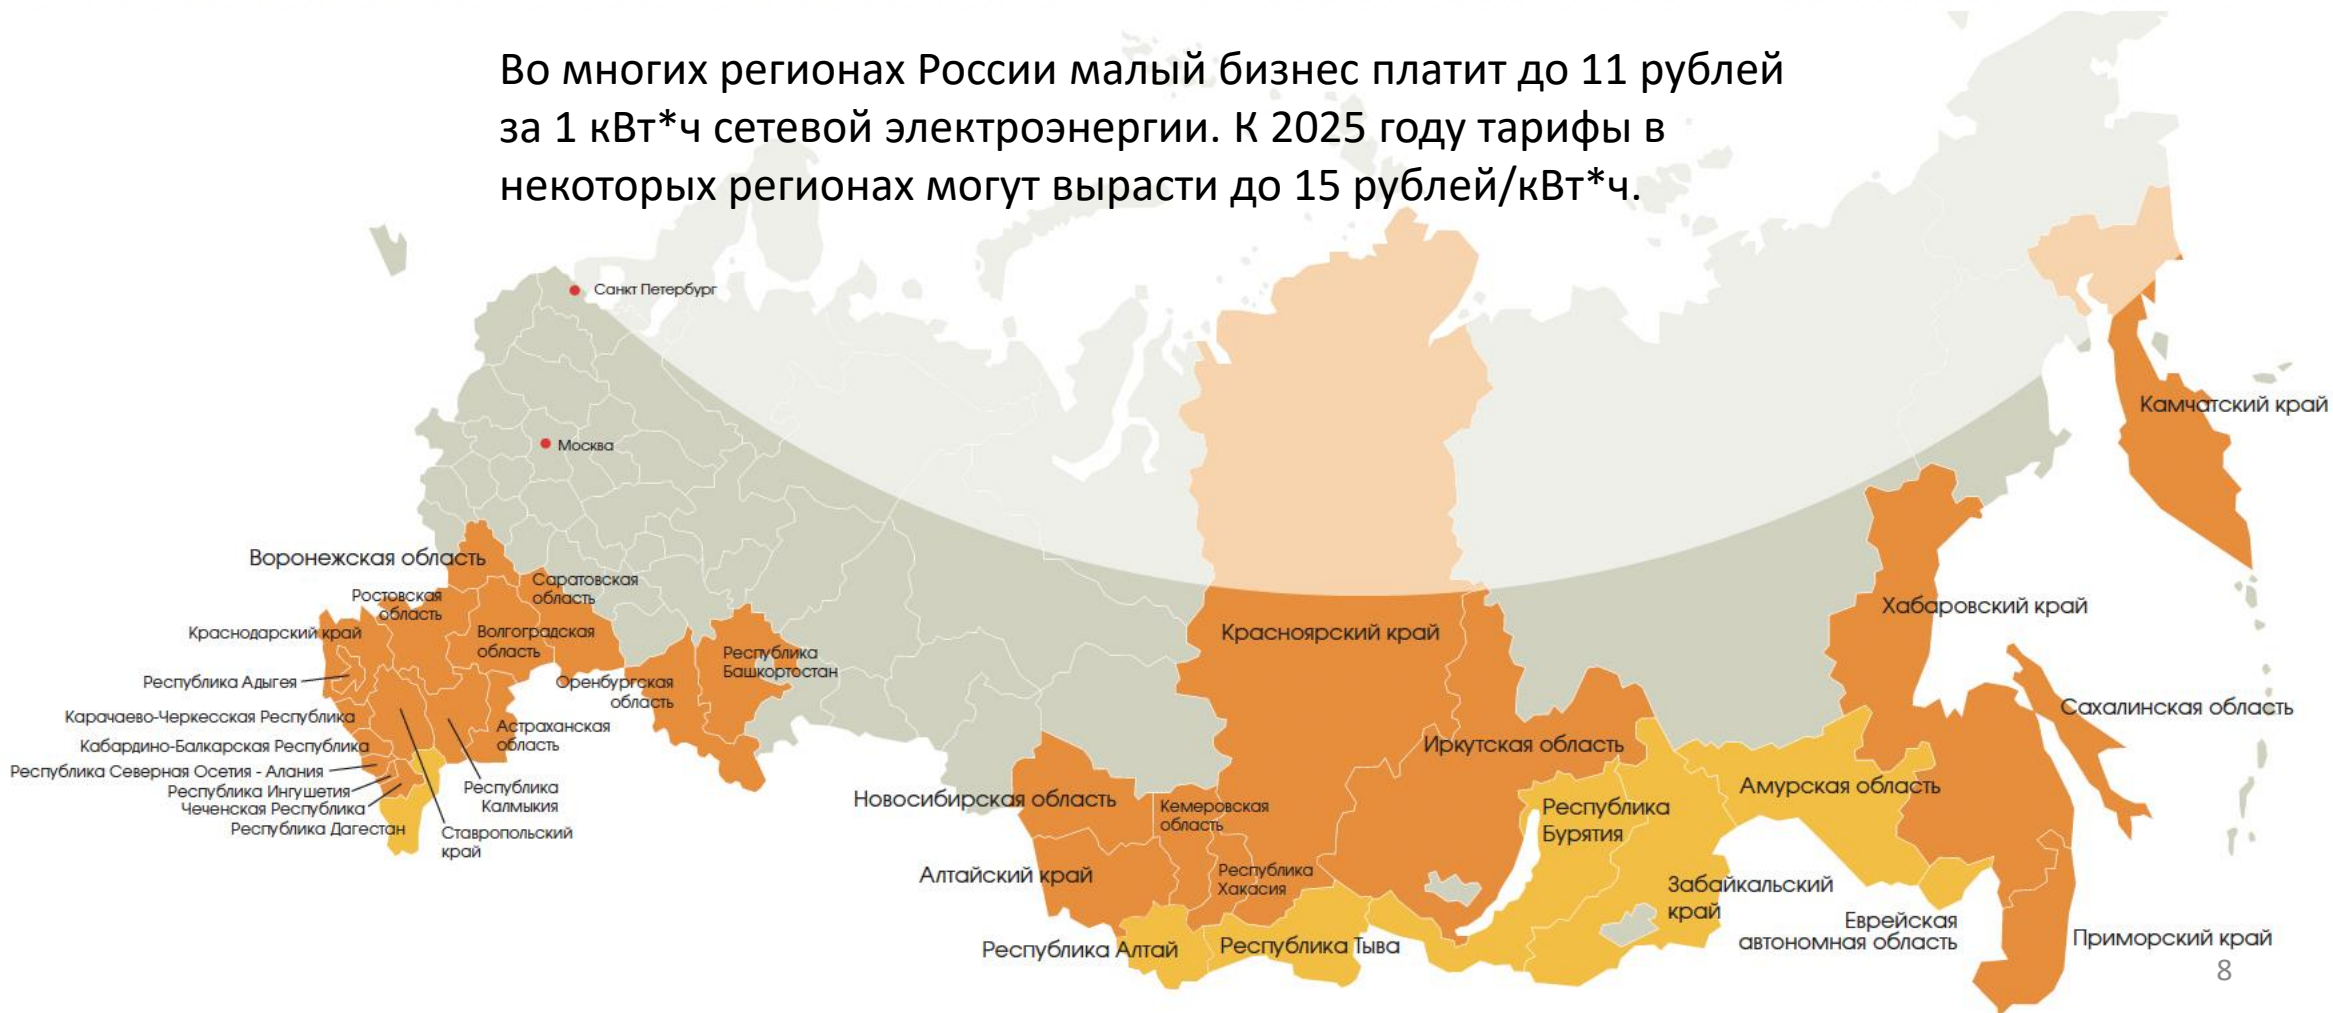 Во многих регионах России малый бизнес платит до 11 рублей
за 1 кВт*ч сетевой электроэнергии. К 2025 году тарифы в
некоторых регионах могут вырасти до 15 рублей/кВт*ч.
Санкт Петербург
Москва
Камчатский край
Воронежская область
Саратовская
область
Ростовская
область
Краснодарский край
Волгоградская
область
Республика Адыгея
Карачаево-Черкесская Республика
Кабардино-Балкарская Республика
Республика Северная Осетия - Алания
Республика Ингушетия
Чеченская Республика
Республика Дагестан
Астраханская
область
Республика
Калмыкия
Ставропольский
край
Оренбургская
область
Республика
Башкортостан
Красноярский край
Хабаровский край
Сахалинская область
Иркутская область
Новосибирская область
Кемеровская
область
Алтайский край
Республика
Хакасия
Республика Алтай
Республика Тыва
Республика
Бурятия
Амурская область
Забайкальский
край
Еврейская
автономная область
Приморский край
8